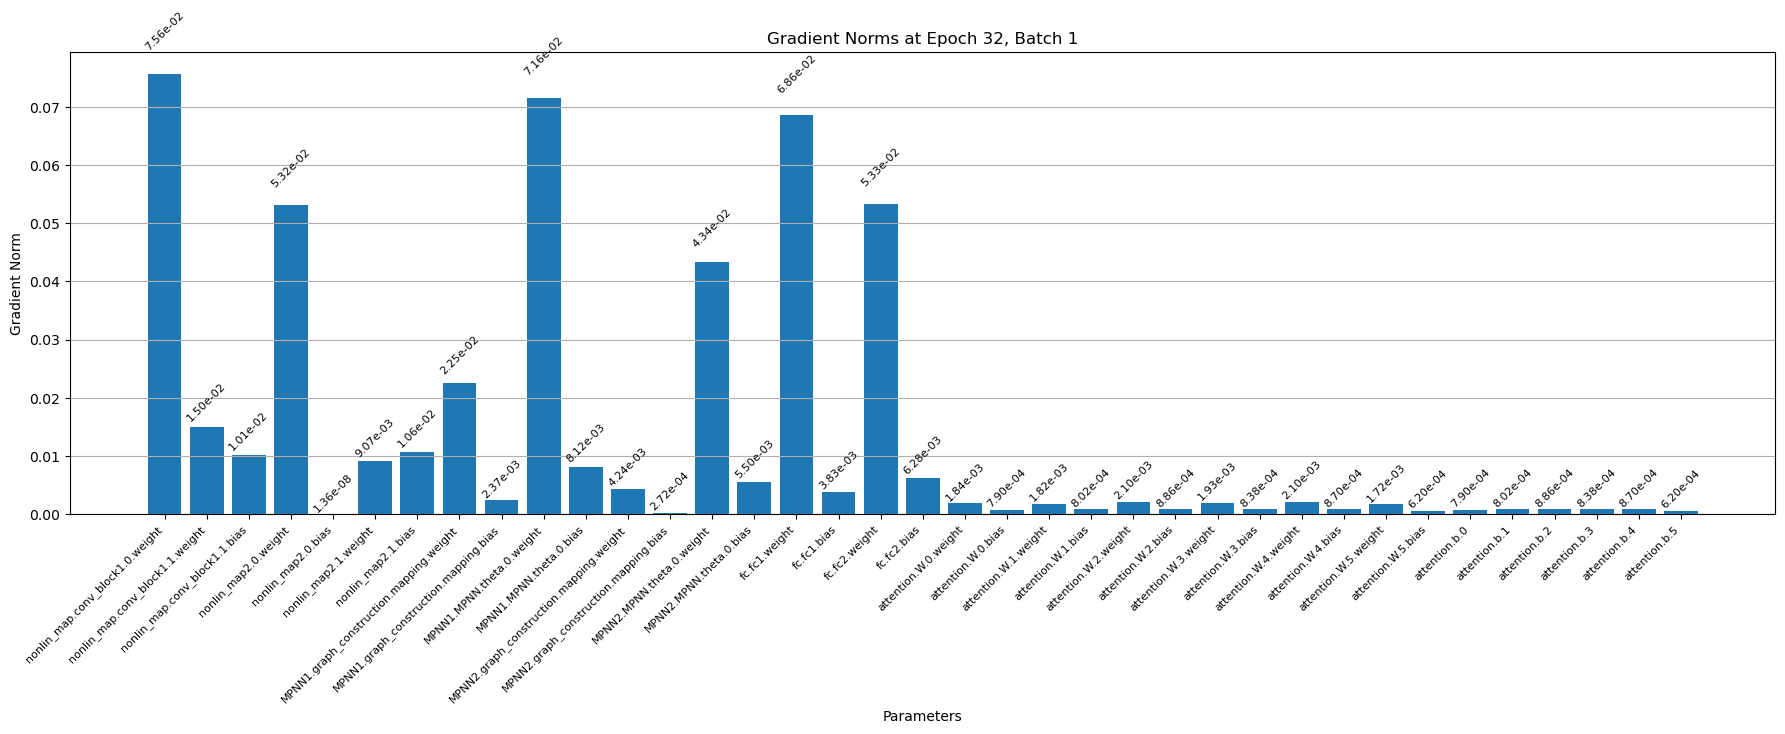 Gradient Norms at Epoch 32, Batch 1
Gradient Norm
0.07
0.06
0.05
0.04
0.03
0.02
0.01
0.00
7.56e-02
1.50e-02
1.01e-02
5.32e-02
1.36e-08
9.07e-03
1.06e-02
2.25e-02
2.37e-03
7.16e-02
8.12e-03
4.24e-03
2.72e-04
4.34e-02
5.50e-03
6.86e-02
3.83e-03
5.33e-02
6.28e-03
1.84e-03
7.90e-04
1.82e-03
8.02e-04
2.10e-03
8.86e-04
1.93e-03
8.38e-04
2.10e-03
8.70e-04
1.72e-03
6.20e-04
7.90e-04
8.02e-04
8.86e-04
8.38e-04
8.70e-04
6.20e-04
nonlin_map.conv_block1.0.weight
nonlin_map.conv_block1.1.weight
nonlin_map.conv_block1.1.bias
nonlin_map2.0.weight
nonlin_map2.0.bias
nonlin_map2.1.weight
nonlin_map2.1.bias
MPNN1.graph_construction.mapping.weight
MPNN1.graph_construction.mapping.bias
MPNN1.MPNN.theta.0.weight
MPNN1.MPNN.theta.0.bias
MPNN2.graph_construction.mapping.weight
MPNN2.graph_construction.mapping.bias
MPNN2.MPNN.theta.0.weight
MPNN2.MPNN.theta.0.bias
fc.fc1.weight
fc.fc1.bias
fc.fc2.weight
fc.fc2.bias
attention.W.0.weight
attention.W.0.bias
attention.W.1.weight
attention.W.1.bias
attention.W.2.weight
attention.W.2.bias
attention.W.3.weight
attention.W.3.bias
attention.W.4.weight
attention.W.4.bias
attention.W.5.weight
attention.W.5.bias
attention.b.0
attention.b.1
attention.b.2
attention.b.3
attention.b.4
attention.b.5
Parameters